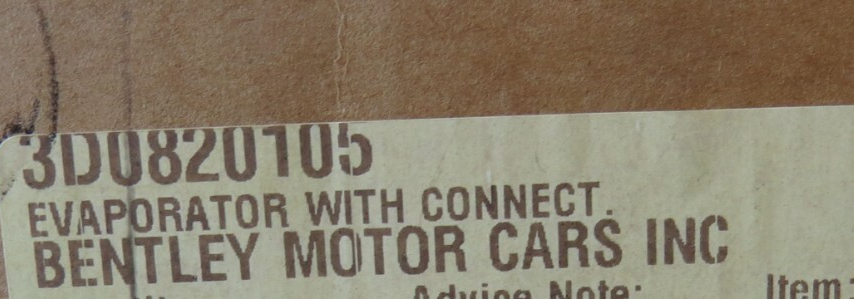 3D0820105
EVAPORATOR WITH CONNECT.
BENTLEY MOTOR CARS INC
Advice Note: Item: